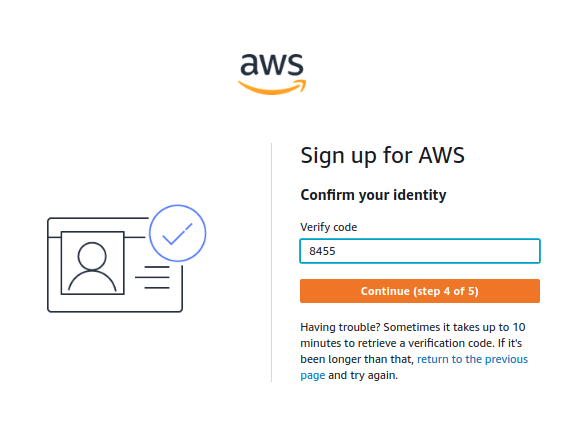 aws
Sign up for AWS
Confirm your identity
Verify code
8455
Continue (step 4 of 5)
Having trouble? Sometimes it takes up to 10
minutes to retrieve a verification code. If it's
been longer than that, return to the previous
page and try again.